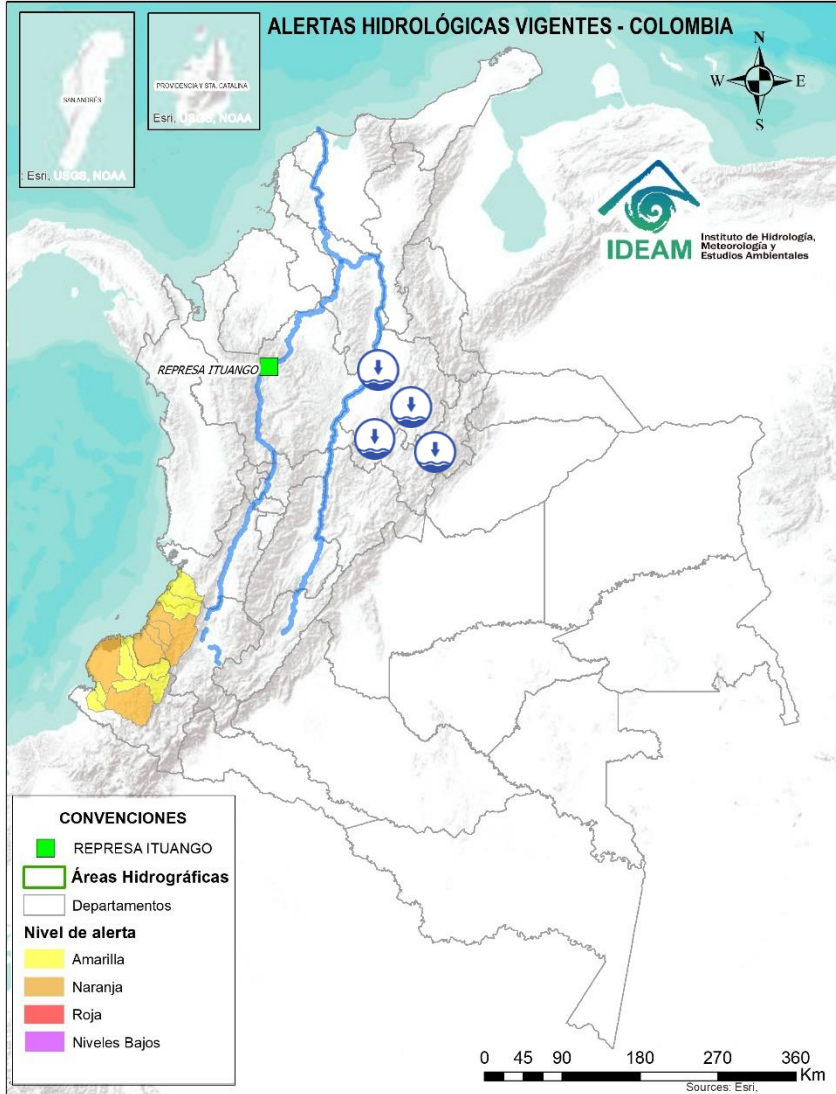 ALERTAS HIDROLÓGICAS VIGENTES - COLOMBIA
SAN ANDRÉS
Esri, USGS, NOAA
PROVIDENCIA Y STA. CATALINA
Esri, USGS, NOAA
N
W E
S
IDEAM
Instituto de Hidrología,
Meteorología y
Estudios Ambientales
REPRESA ITUANGO
CONVENCIONES
REPRESA ITUANGO
Áreas Hidrográficas
Departamentos
Nivel de alerta
Amarilla
Naranja
Roja
Niveles Bajos
0 45 90 180 270 360
Km
Sources: Esri,